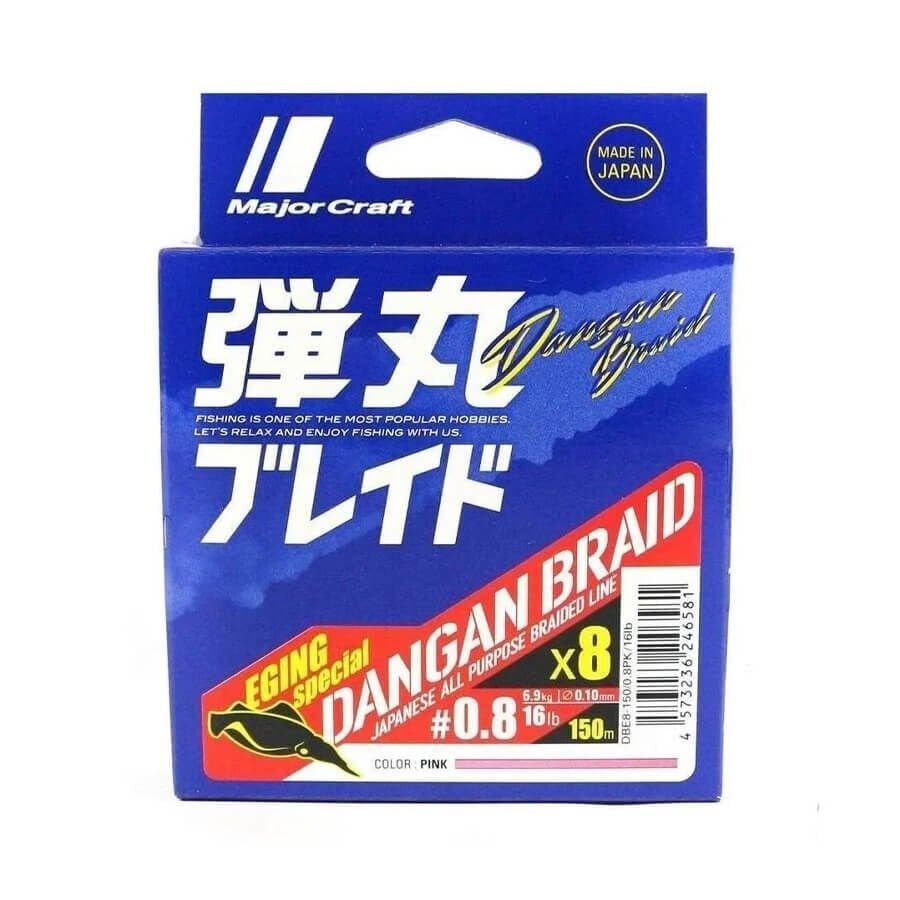 Major Craft
MADE IN
JAPAN
弾丸
Dangan
Braid
FISHING IS ONE OF THE MOST POPULAR HOBBIES.
LET'S RELAX AND ENJOY FISHING WITH US.
ブレイド
EGING
special
DANGAN BRAID
JAPANESE ALL PURPOSE BRAIDED LINE
X8
6.9kg ∅0.10mm
#0.8 16lb
150m
COLOR : PINK
DBE8-150/0.8PK/16lb
4 573236 246581